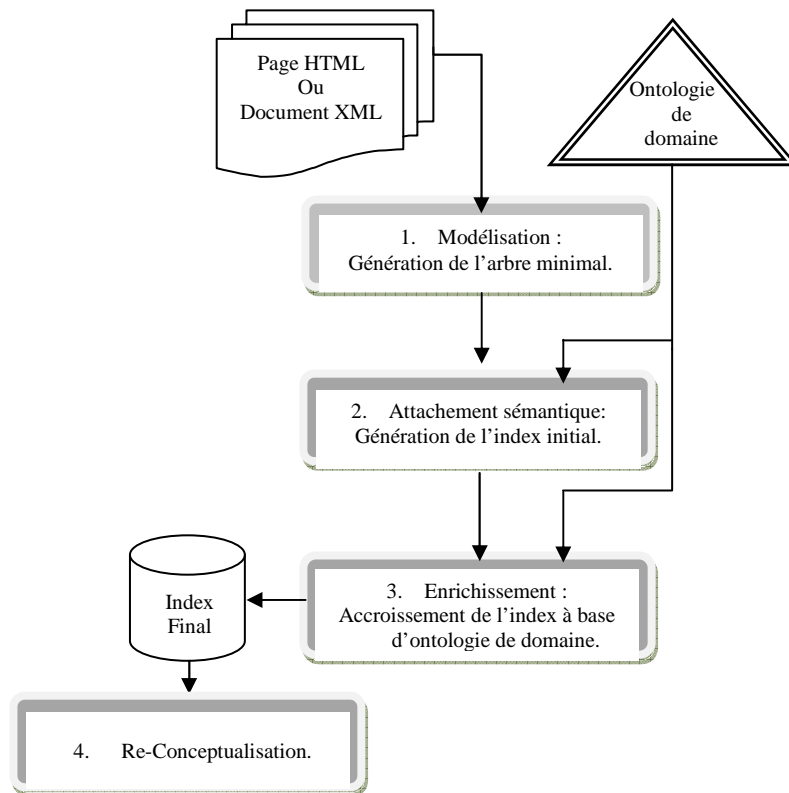 Page HTML
Ou
Document XML
Ontologie
de
domaine
1. Modélisation :
Génération de l’arbre minimal.
2. Attachement sémantique:
Génération de l’index initial.
3. Enrichissement :
Accroissement de l’index à base
d’ontologie de domaine.
Index
Final
4. Re-Conceptualisation.